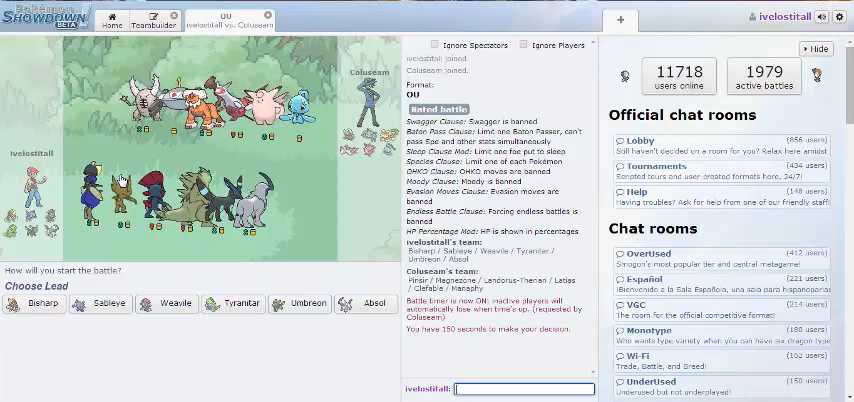 Pokémon
SHOWDOWN!
BETA
Home
Teambuilder
OU
ivelostitall vs. Coluseam
+
ivelostitall
Coluseam
ivelostitall
How will you start the battle?
Choose Lead
Bisharp
Sableye
Weavile
Tyranitar
Umbreon
Absol
Ignore Spectators
Ignore Players
ivelostitall joined.
Coluseam joined.
Format:
OU
Rated battle
Swagger Clause: Swagger is banned
Baton Pass Clause: Limit one Baton Passer, can't
pass Spe and other stats simultaneously
Sleep Clause Mod: Limit one foe put to sleep
Species Clause: Limit one of each Pokémon
OHKO Clause: OHKO moves are banned
Moody Clause: Moody is banned
Evasion Moves Clause: Evasion moves are
banned
Endless Battle Clause: Forcing endless battles is
banned
HP Percentage Mod: HP is shown in percentages
ivelostitall's team:
Bisharp / Sableye / Weavile / Tyranitar /
Umbreon / Absol
Coluseam's team:
Pinsir / Magnezone / Landorus-Therian / Latias
/ Clefable / Manaphy
Battle timer is now ON: inactive players will
automatically lose when time's up. (requested by
Coluseam)
You have 150 seconds to make your decision.
ivelostitall:
Hide
11718
users online
1979
active battles
Official chat rooms
Lobby (856 users)
Still haven't decided on a room for you? Relax here amidst
Tournaments (434 users)
24/7!
Scripted tours and user-created formats here,
Help (148 users)
Having troubles? Ask for help from one of our friendly staff!
Chat rooms
OverUsed (412 users)
Smogon's most popular tier and central metagame!
Español (221 users)
¡Bienvenido a la Sala Española, una sala para hispanoparlan
VGC (214 users)
The room for the official competitive format!
Monotype (180 users)
Who wants type variety when you can have six dragon type
Wi-Fi (162 users)
Trade, Battle, and Breed!
UnderUsed (150 users)
Underused but not underplayed!